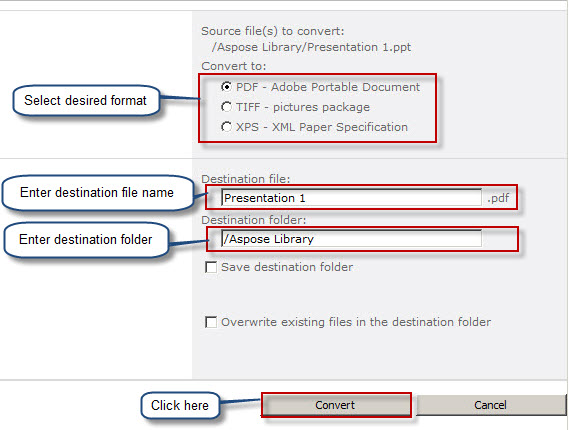 Source file(s) to convert:
/Aspose Library/Presentation 1.ppt
Convert to:
Select desired format
PDF - Adobe Portable Document
TIFF - pictures package
XPS - XML Paper Specification
Destination file:
Enter destination file name
Presentation 1 .pdf
Destination folder:
Enter destination folder
/Aspose Library
Save destination folder
Overwrite existing files in the destination folder
Click here
Convert
Cancel